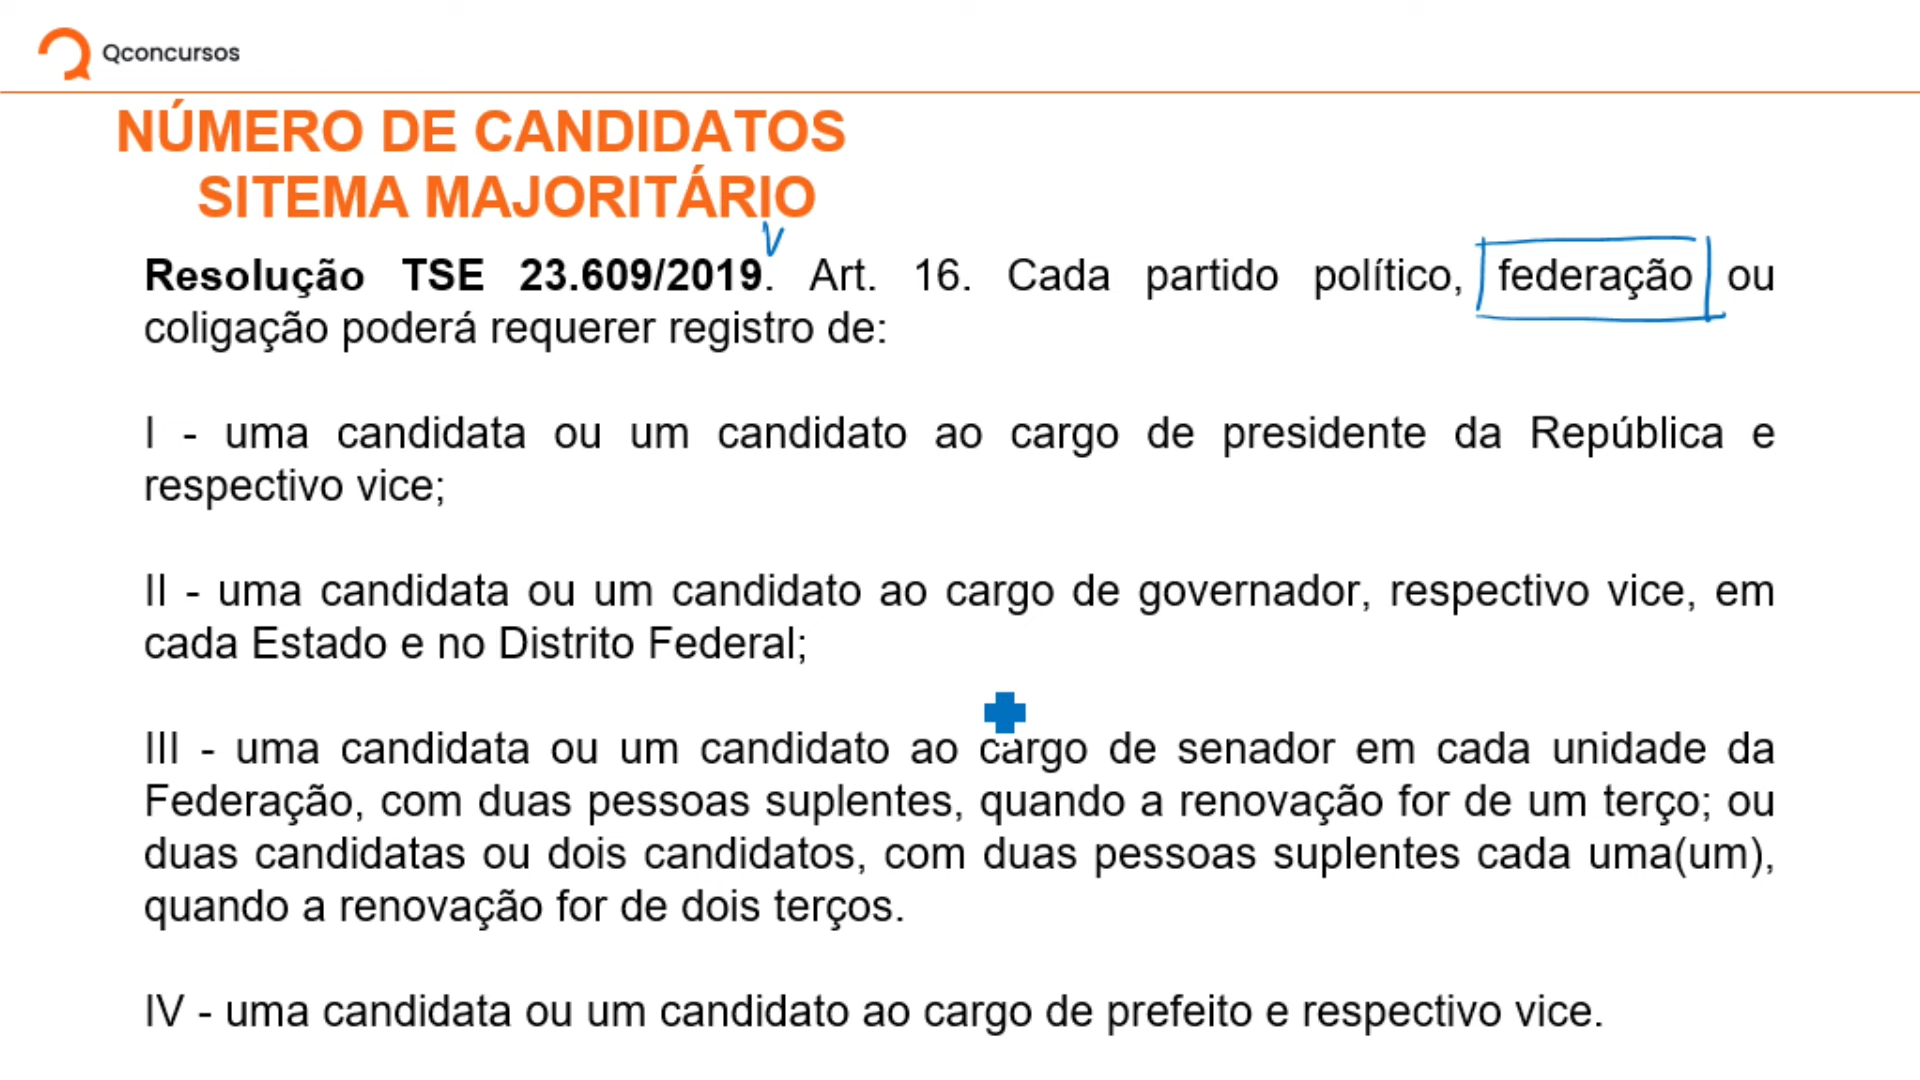 Qconcursos
NÚMERO DE CANDIDATOS
SITEMA MAJORITÁRIO
Resolução TSE 23.609/2019. Art. 16. Cada partido político, federação ou
coligação poderá requerer registro de:
I - uma candidata ou um candidato ao cargo de presidente da República e
respectivo vice;
II - uma candidata ou um candidato ao cargo de governador, respectivo vice, em
cada Estado e no Distrito Federal;
III - uma candidata ou um candidato ao cargo de senador em cada unidade da
Federação, com duas pessoas suplentes, quando a renovação for de um terço; ou
duas candidatas ou dois candidatos, com duas pessoas suplentes cada uma(um),
quando a renovação for de dois terços.
IV - uma candidata ou um candidato ao cargo de prefeito e respectivo vice.